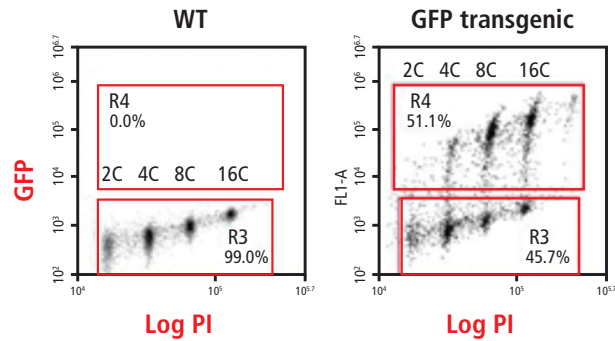 WT
GFP
10^6.7
10^6
10^5
10^4
10^3
10^2
R4
0.0%
2C 4C 8C 16C
R3
99.0%
10^4 10^5 10^5.7
Log PI
GFP transgenic
FL1-A
10^6.7
10^6
10^5
10^4
10^3
10^2
2C 4C 8C 16C
R4
51.1%
R3
45.7%
10^4 10^5 10^5.7
Log PI